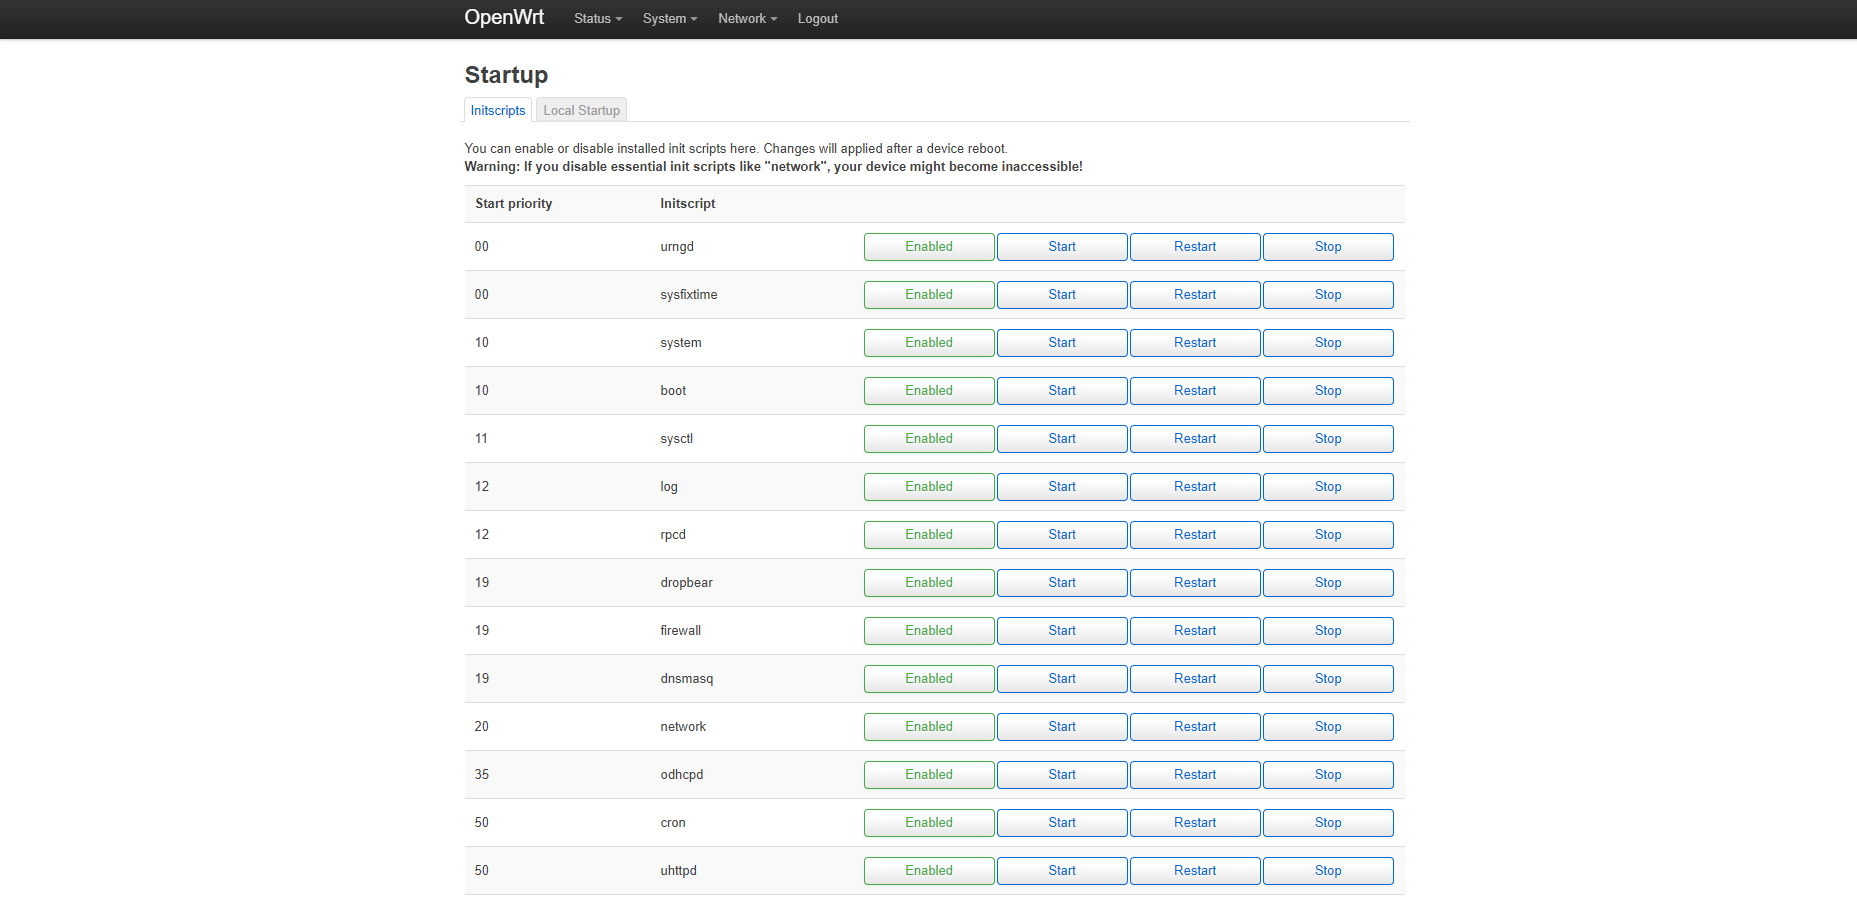 OpenWrt Status System Network Logout
Startup
Initscripts Local Startup
You can enable or disable installed init scripts here. Changes will applied after a device reboot.
Warning: If you disable essential init scripts like "network", your device might become inaccessible!
Start priority Initscript
00 urngd Enabled Start Restart Stop
00 sysfixtime Enabled Start Restart Stop
10 system Enabled Start Restart Stop
10 boot Enabled Start Restart Stop
11 sysctl Enabled Start Restart Stop
12 log Enabled Start Restart Stop
12 rpcd Enabled Start Restart Stop
19 dropbear Enabled Start Restart Stop
19 firewall Enabled Start Restart Stop
19 dnsmasq Enabled Start Restart Stop
20 network Enabled Start Restart Stop
35 odhcpd Enabled Start Restart Stop
50 cron Enabled Start Restart Stop
50 uhttpd Enabled Start Restart Stop